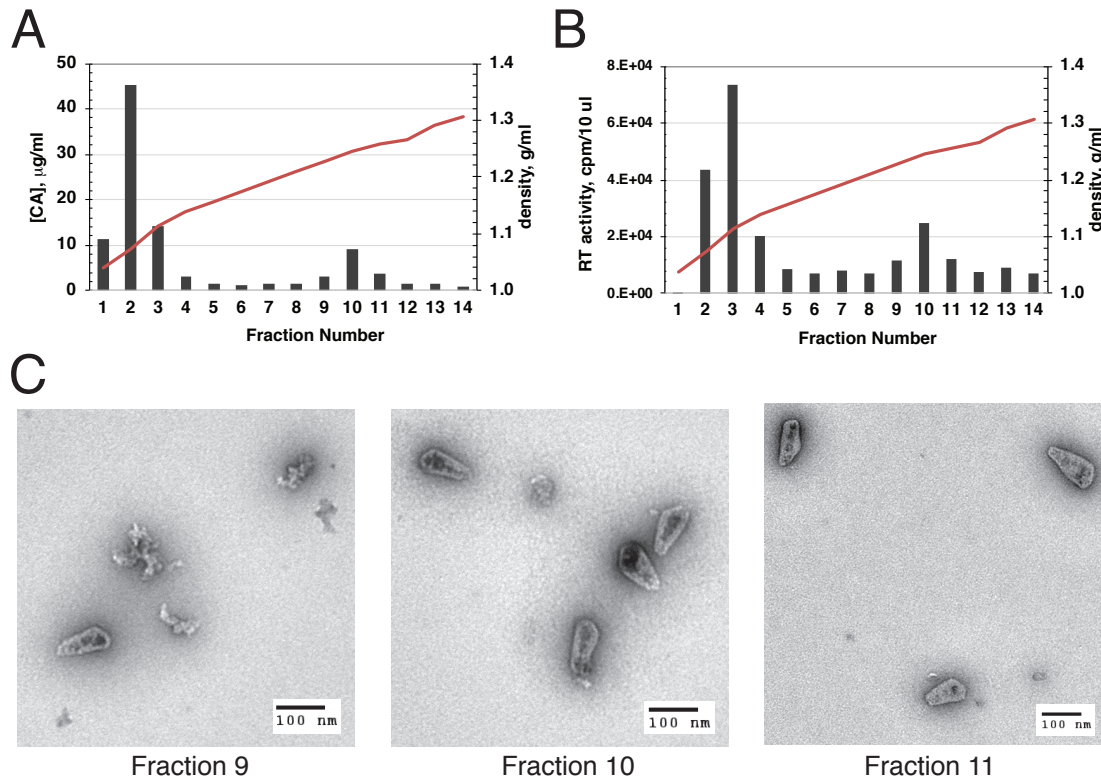 A
50
40
30
20
10
0
[CA], μg/ml
1.4
1.3
1.2
1.1
1.0
density, g/ml
1 2 3 4 5 6 7 8 9 10 11 12 13 14
Fraction Number
B
8.E+04
6.E+04
4.E+04
2.E+04
0.E+00
RT activity, cpm/10 ul
1.4
1.3
1.2
1.1
1.0
density, g/ml
1 2 3 4 5 6 7 8 9 10 11 12 13 14
Fraction Number
C
100 nm
100 nm
100 nm
Fraction 9
Fraction 10
Fraction 11